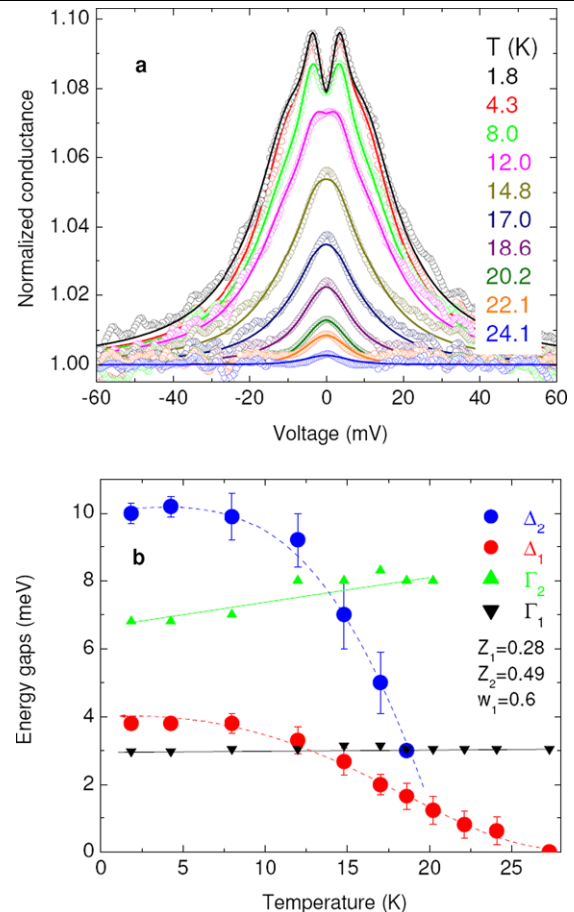 1.10
1.08
1.06
1.04
1.02
1.00
Normalized conductance
a
T (K)
1.8
4.3
8.0
12.0
14.8
17.0
18.6
20.2
22.1
24.1
-60 -40 -20 0 20 40 60
Voltage (mV)
10
8
6
4
2
0
Energy gaps (meV)
b
Δ₂
Δ₁
Γ₂
Γ₁
Z₁=0.28
Z₂=0.49
w₁=0.6
0 5 10 15 20 25
Temperature (K)